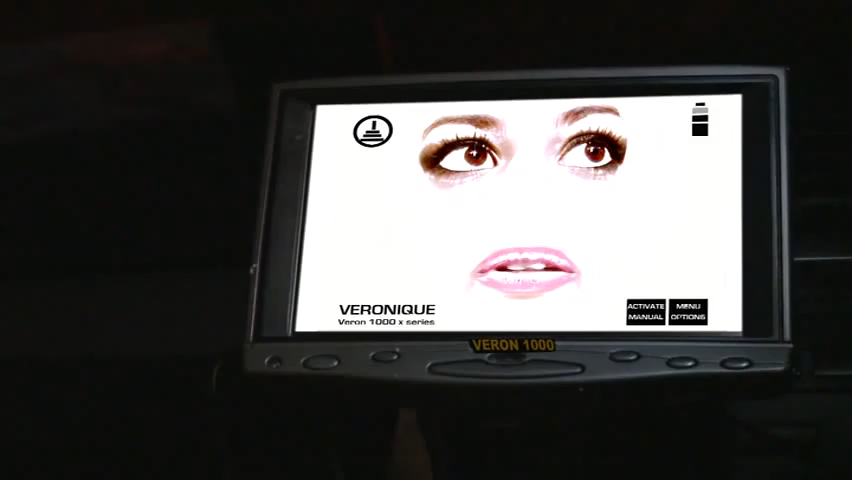 VERONIQUE
Veron 1000 x series
ACTIVATE
MANUAL
MENU
OPTIONS
VERON 1000